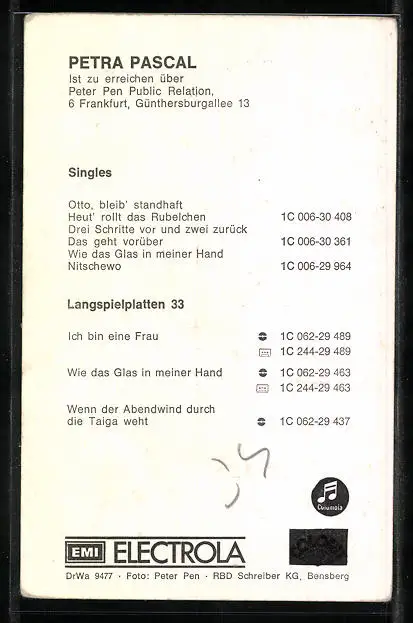 PETRA PASCAL
Ist zu erreichen über
Peter Pen Public Relation,
6 Frankfurt, Günthersburgallee 13
Singles
Otto, bleib' standhaft
Heut' rollt das Rubelchen 1C 006-30 408
Drei Schritte vor und zwei zurück
Das geht vorüber 1C 006-30 361
Wie das Glas in meiner Hand
Nitschewo 1C 006-29 964
Langspielplatten 33
Ich bin eine Frau 1C 062-29 489
1C 244-29 489
Wie das Glas in meiner Hand 1C 062-29 463
1C 244-29 463
Wenn der Abendwind durch
die Taiga weht 1C 062-29 437
Columbia
EMI ELECTROLA
DrWa 9477 · Foto: Peter Pen · RBD Schreiber KG, Bensberg